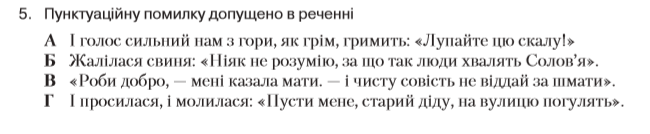 5. Пунктуаційну помилку допущено в реченні
А І голос сильний нам з гори, як грім, гримить: «Лупайте цю скалу!»
Б Жалілася свиня: «Ніяк не розумію, за що так люди хвалять Солов’я».
В «Роби добро, — мені казала мати. — і чисту совість не віддай за шмати».
Г І просилася, і молилася: «Пусти мене, старий діду, на вулицю погулять».